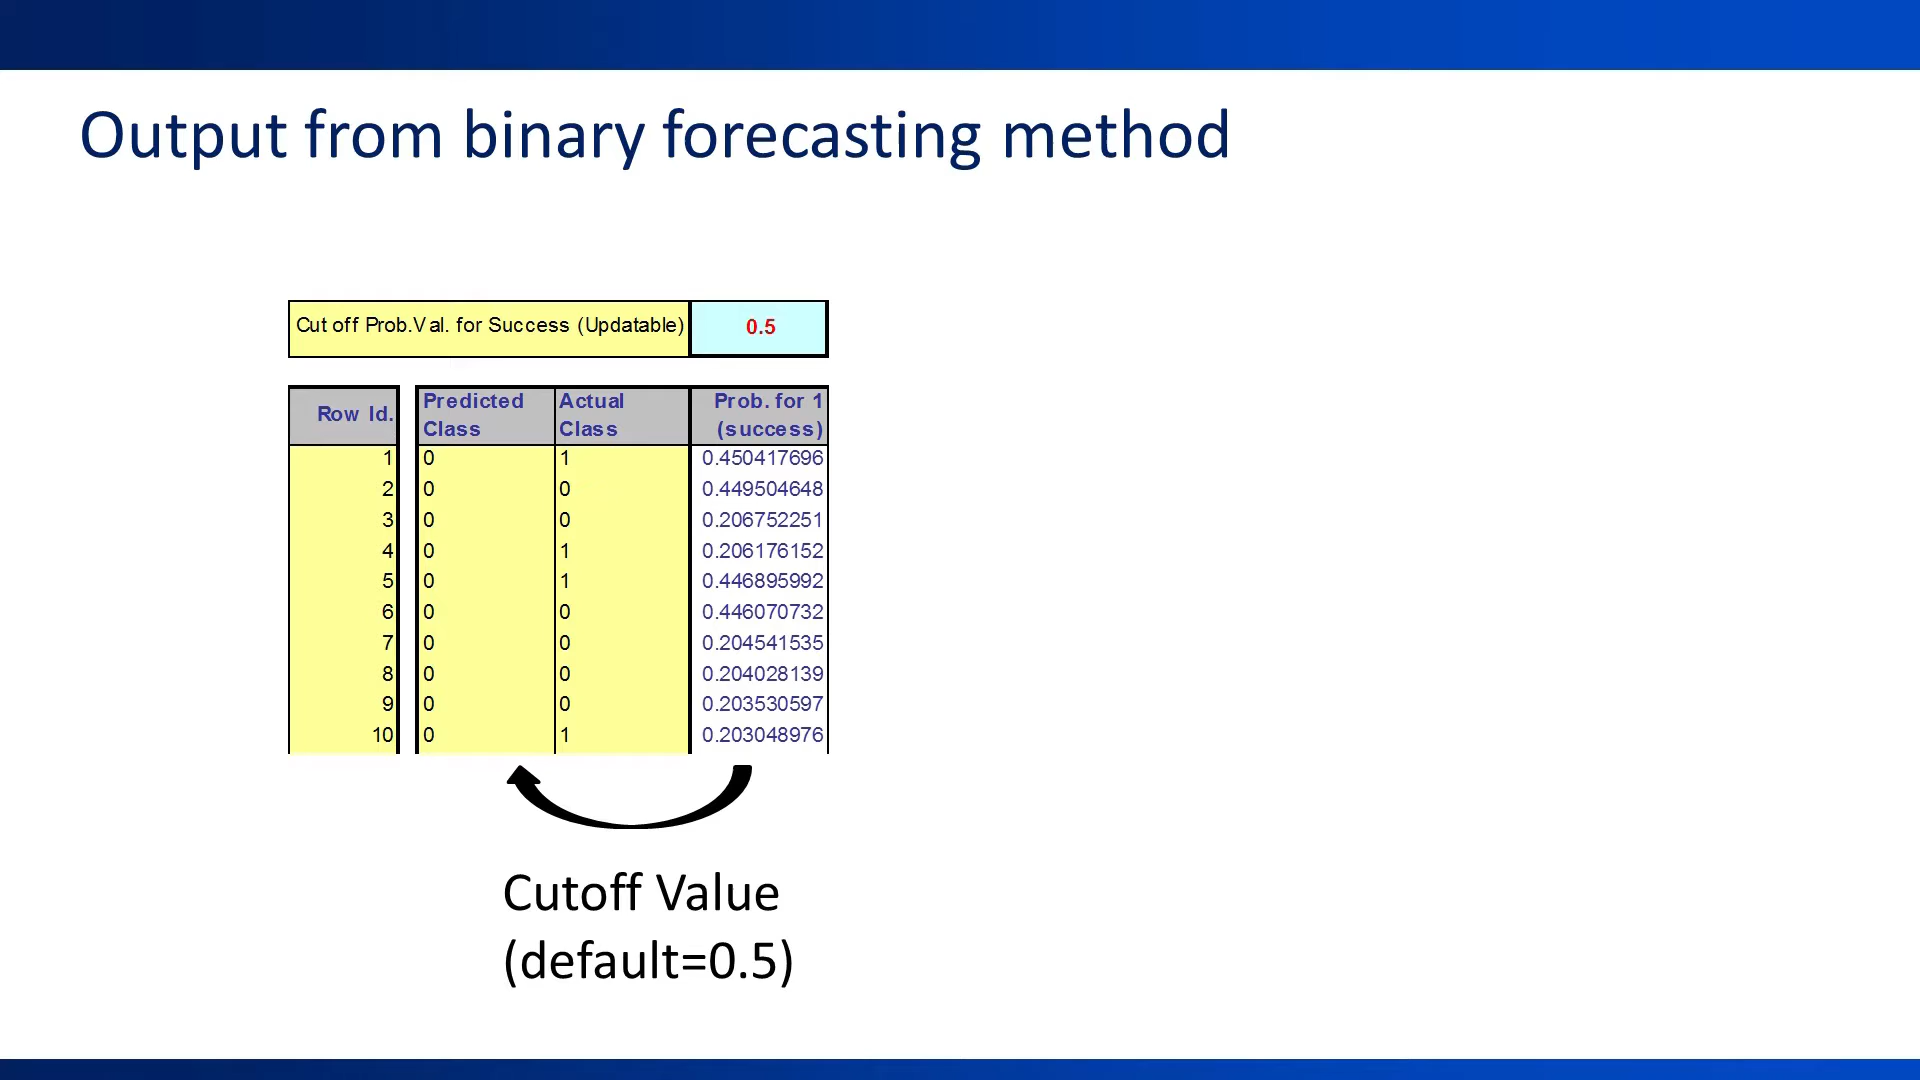 Output from binary forecasting method
Cut off Prob.Val. for Success (Updatable) 0.5
Row Id. Predicted Class Actual Class Prob. for 1 (success)
1 0 1 0.450417696
2 0 0 0.449504648
3 0 0 0.206752251
4 0 1 0.206176152
5 0 1 0.446895992
6 0 0 0.446070732
7 0 0 0.204541535
8 0 0 0.204028139
9 0 0 0.203530597
10 0 1 0.203048976
Cutoff Value
(default=0.5)